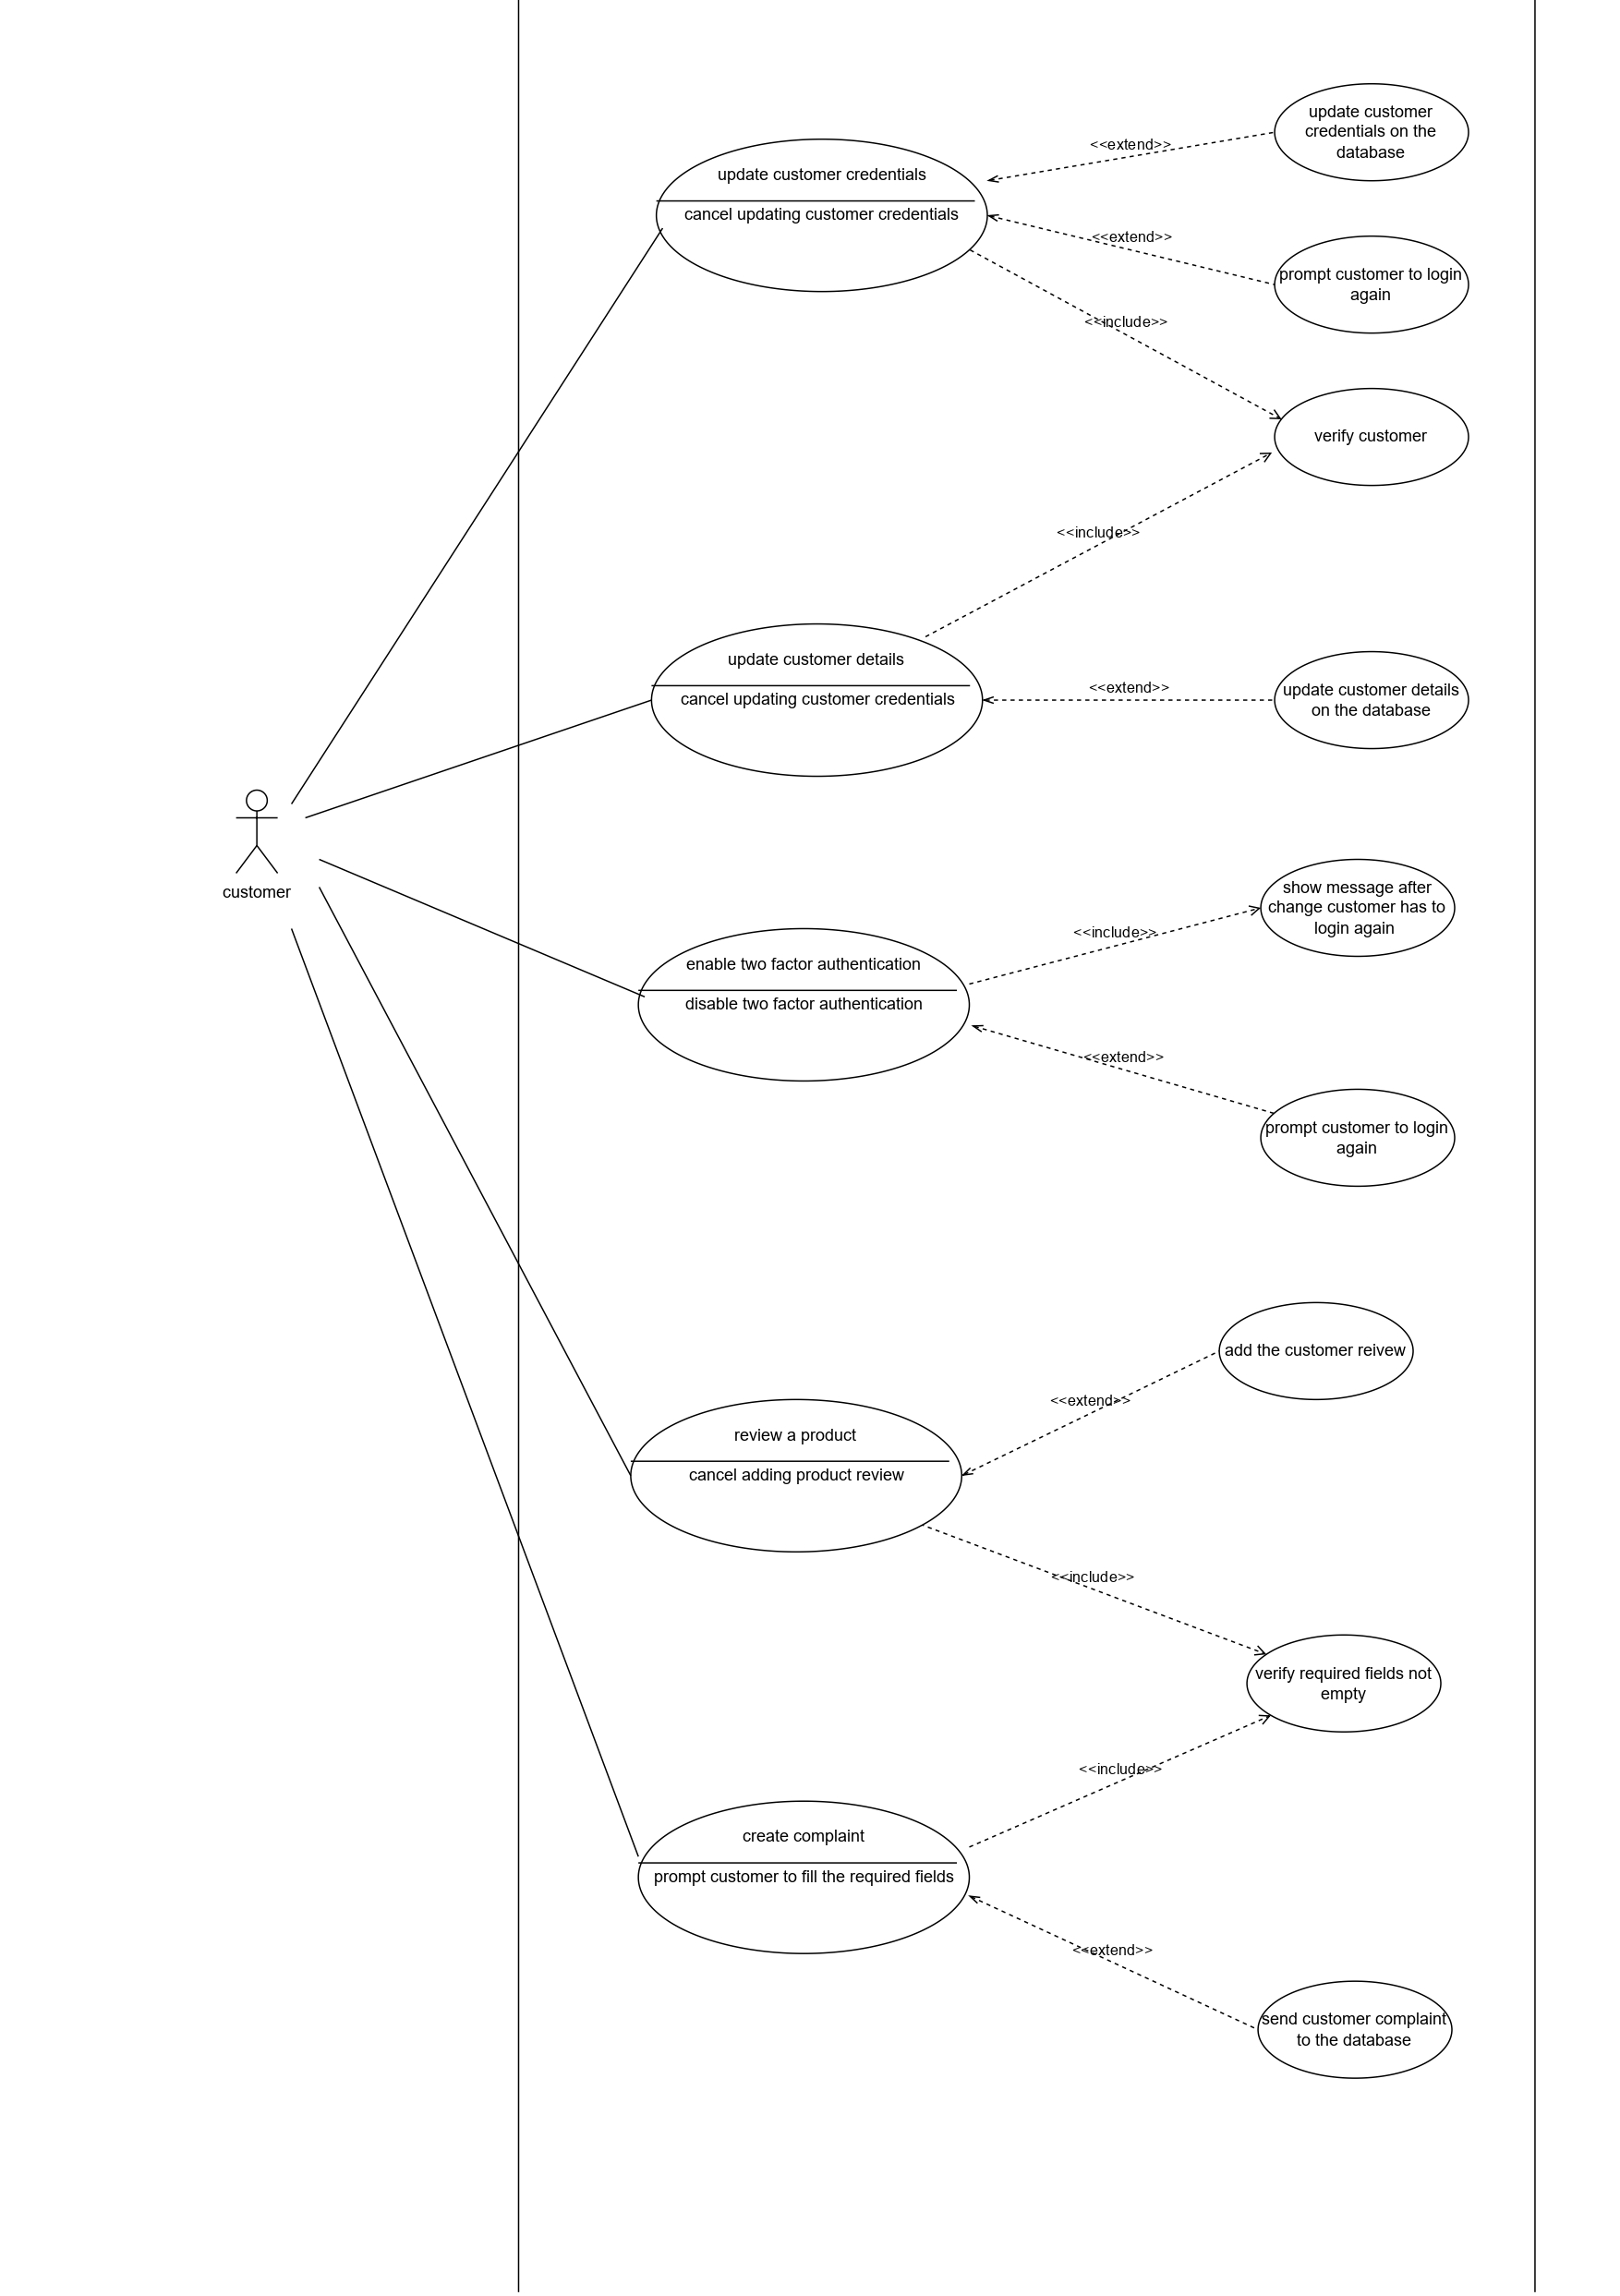 update customer
credentials on the
database
<<extend>>
update customer credentials
cancel updating customer credentials
<<extend>>
prompt customer to login
again
<<include>>
verify customer
<<include>>
update customer details
cancel updating customer credentials
<<extend>>
update customer details
on the database
customer
show message after
change customer has to
login again
<<include>>
enable two factor authentication
disable two factor authentication
<<extend>>
prompt customer to login
again
add the customer reivew
<<extend>>
review a product
cancel adding product review
<<include>>
verify required fields not
empty
<<include>>
create complaint
prompt customer to fill the required fields
<<extend>>
send customer complaint
to the database